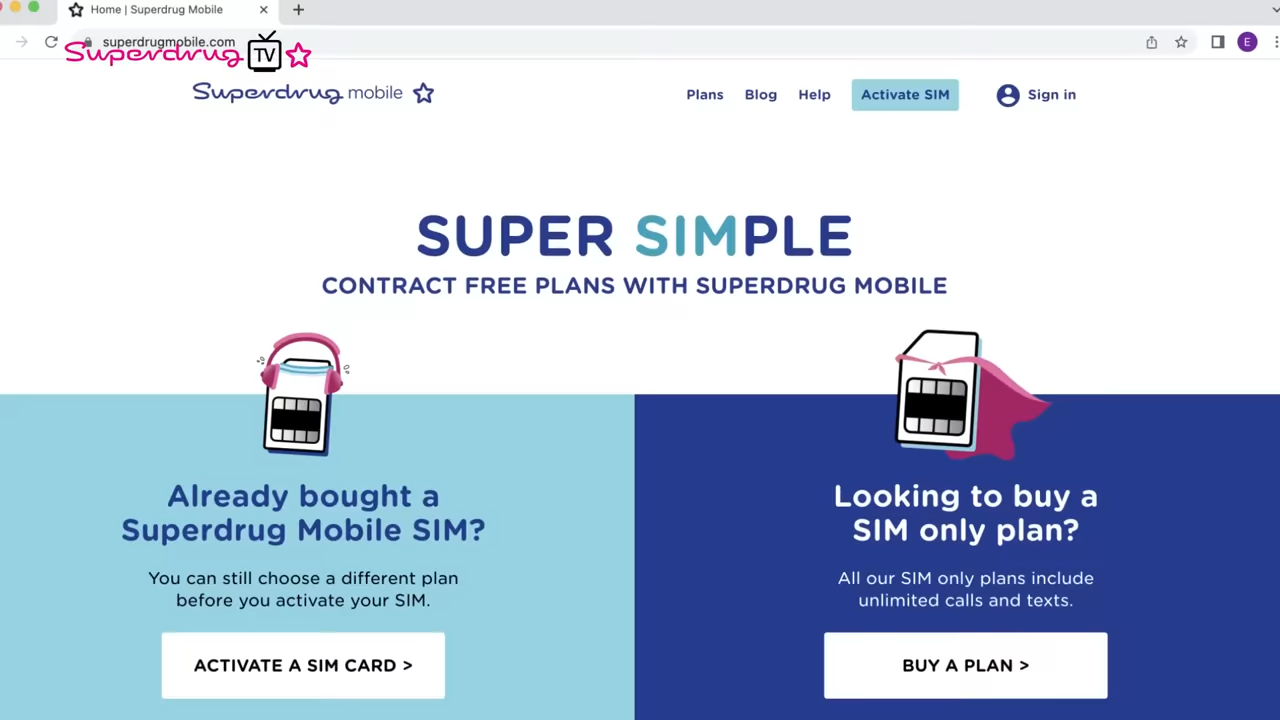 Home | Superdrug Mobile
superdrugmobile.com
E
Superdrug TV
Superdrug mobile
Plans
Blog
Help
Activate SIM
Sign in
SUPER SIMPLE
CONTRACT FREE PLANS WITH SUPERDRUG MOBILE
Already bought a
Superdrug Mobile SIM?
You can still choose a different plan
before you activate your SIM.
ACTIVATE A SIM CARD >
Looking to buy a
SIM only plan?
All our SIM only plans include
unlimited calls and texts.
BUY A PLAN >